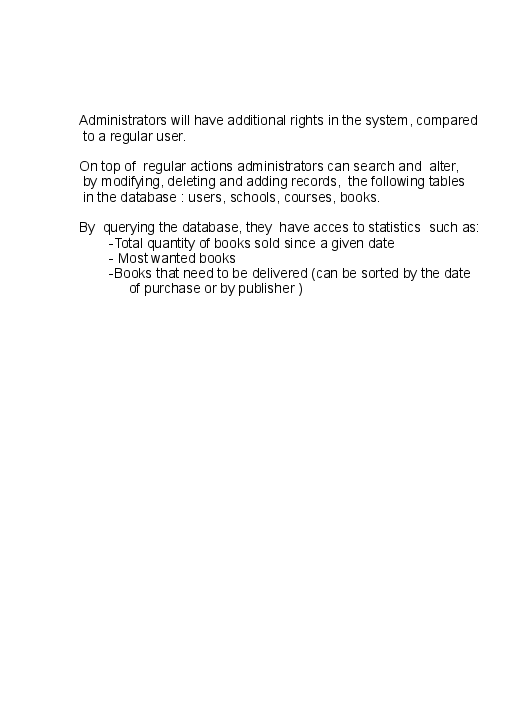 Administrators will have additional rights in the system, compared
to a regular user.
On top of regular actions administrators can search and alter,
by modifying, deleting and adding records, the following tables
in the database : users, schools, courses, books.
By querying the database, they have acces to statistics such as:
-Total quantity of books sold since a given date
- Most wanted books
-Books that need to be delivered (can be sorted by the date
of purchase or by publisher )